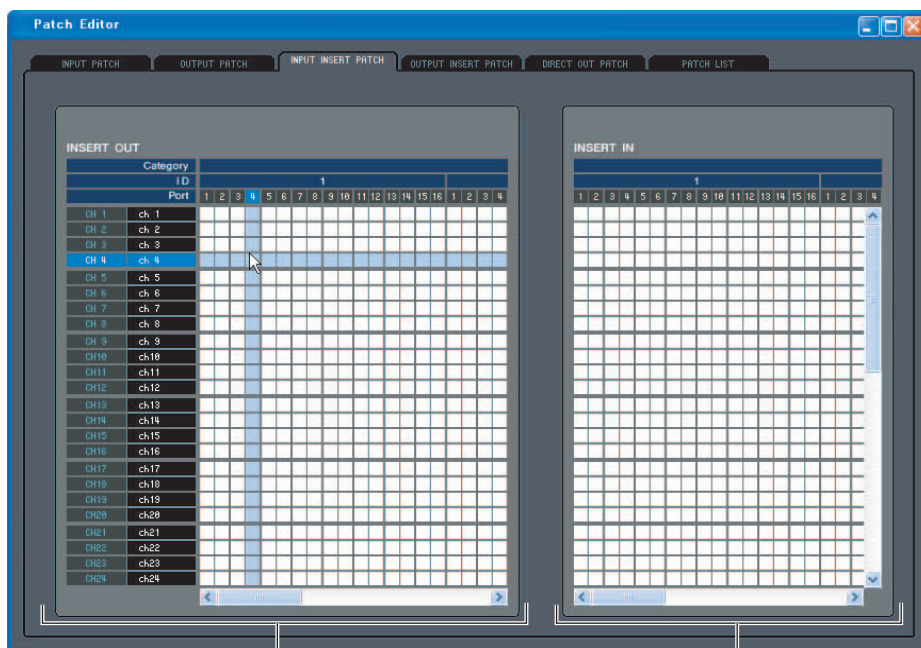 Patch Editor
INPUT PATCH OUTPUT PATCH INPUT INSERT PATCH OUTPUT INSERT PATCH DIRECT OUT PATCH PATCH LIST
INSERT OUT
Category
ID 1
Port 1 2 3 4 5 6 7 8 9 10 11 12 13 14 15 16 1 2 3 4
CH 1 ch 1
CH 2 ch 2
CH 3 ch 3
CH 4 ch 4
CH 5 ch 5
CH 6 ch 6
CH 7 ch 7
CH 8 ch 8
CH 9 ch 9
CH10 ch10
CH11 ch11
CH12 ch12
CH13 ch13
CH14 ch14
CH15 ch15
CH16 ch16
CH17 ch17
CH18 ch18
CH19 ch19
CH20 ch20
CH21 ch21
CH22 ch22
CH23 ch23
CH24 ch24
INSERT IN
1
1 2 3 4 5 6 7 8 9 10 11 12 13 14 15 16 1 2 3 4